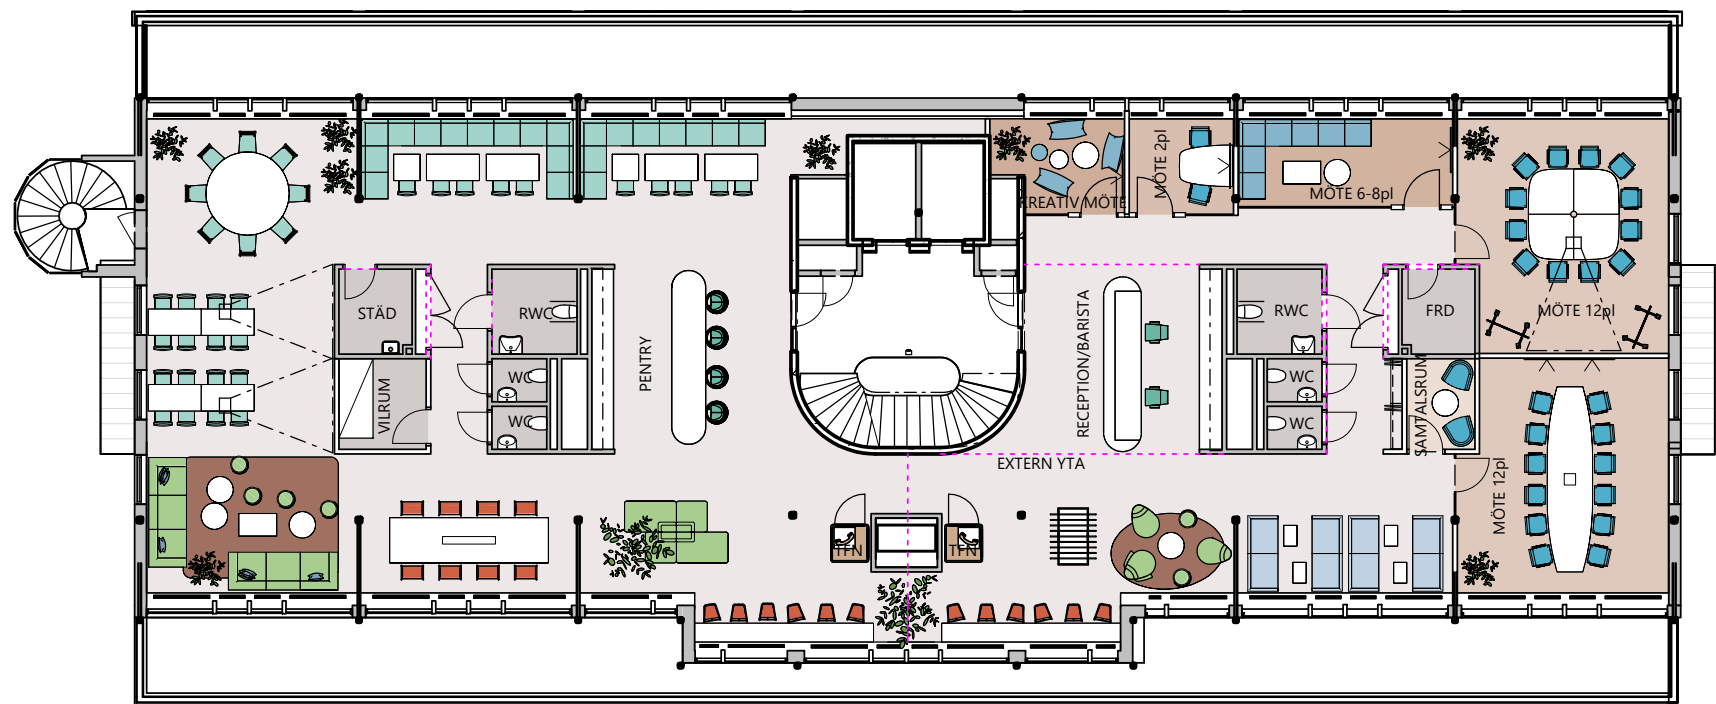 KREATIV MÖTE
MÖTE 2pl
MÖTE 6-8pl
STÄD
RWC
PENTRY
RECEPTION/BARISTA
RWC
FRD
MÖTE 12pl
VILRUM
WC
WC
WC
WC
SAMTALSRUM
EXTERN YTA
MÖTE 12pl
TFN
TFN